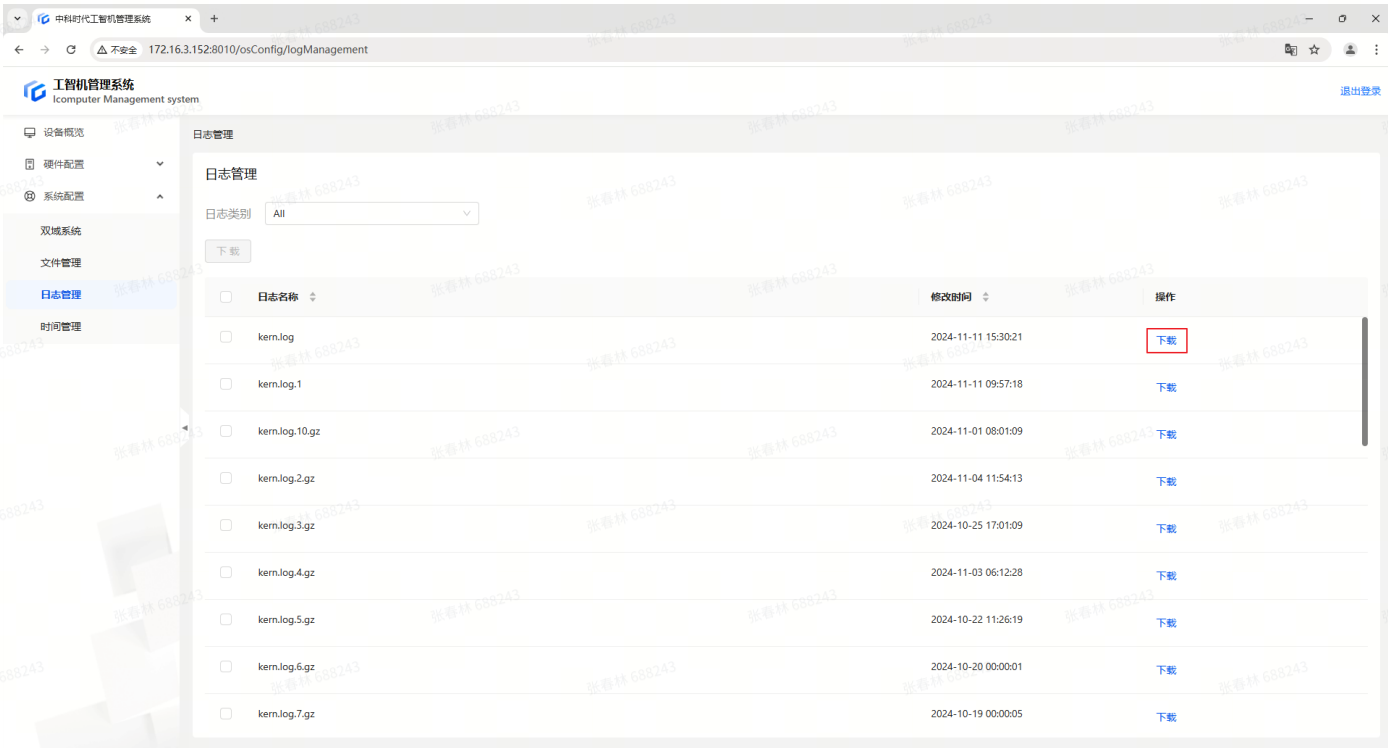 中科时代工智机管理系统
不安全 172.16.3.152:8010/osConfig/logManagement
工智机管理系统
Icomputer Management system
退出登录
设备概览
硬件配置
系统配置
双域系统
文件管理
日志管理
时间管理
日志管理
日志管理
日志类别 All
下载
日志名称 修改时间 操作
kern.log 2024-11-11 15:30:21 下载
kern.log.1 2024-11-11 09:57:18 下载
kern.log.10.gz 2024-11-01 08:01:09 下载
kern.log.2.gz 2024-11-04 11:54:13 下载
kern.log.3.gz 2024-10-25 17:01:09 下载
kern.log.4.gz 2024-11-03 06:12:28 下载
kern.log.5.gz 2024-10-22 11:26:19 下载
kern.log.6.gz 2024-10-20 00:00:01 下载
kern.log.7.gz 2024-10-19 00:00:05 下载
张春林 688243